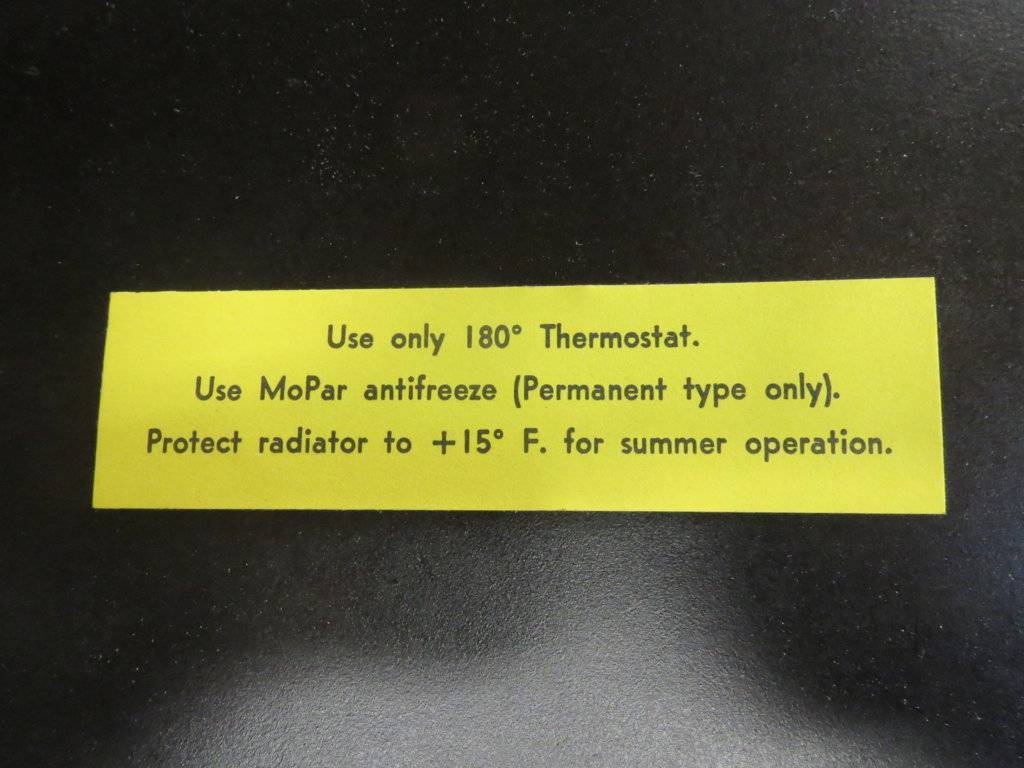 Use only 180° Thermostat.
Use MoPar antifreeze (Permanent type only).
Protect radiator to +15° F. for summer operation.